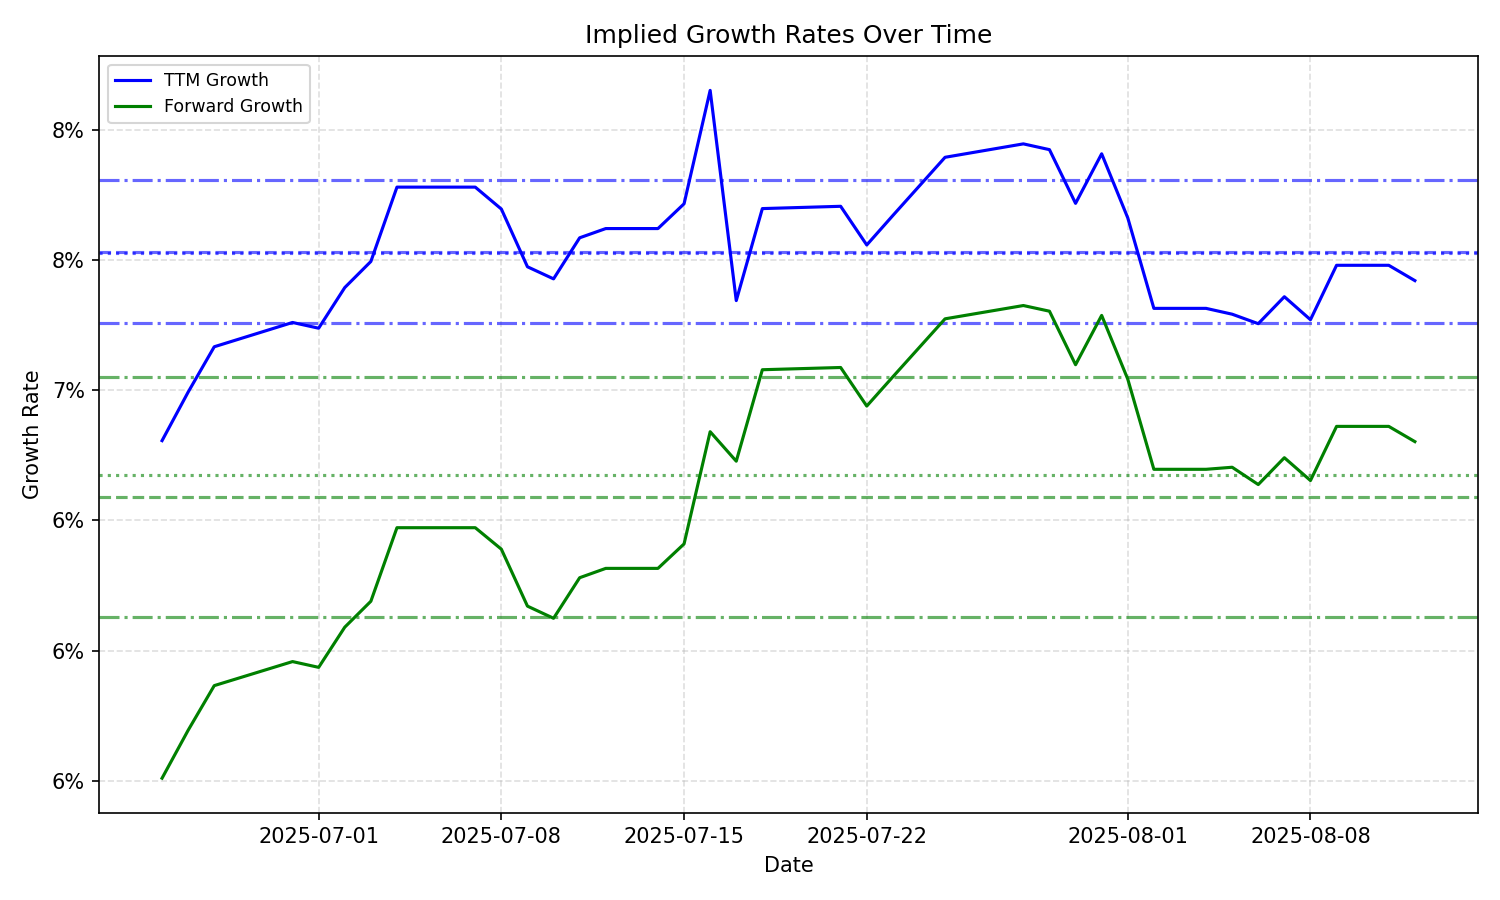 Implied Growth Rates Over Time
TTM Growth
Forward Growth
8%
8%
7%
6%
6%
6%
Growth Rate
2025-07-01
2025-07-08
2025-07-15
2025-07-22
2025-08-01
2025-08-08
Date